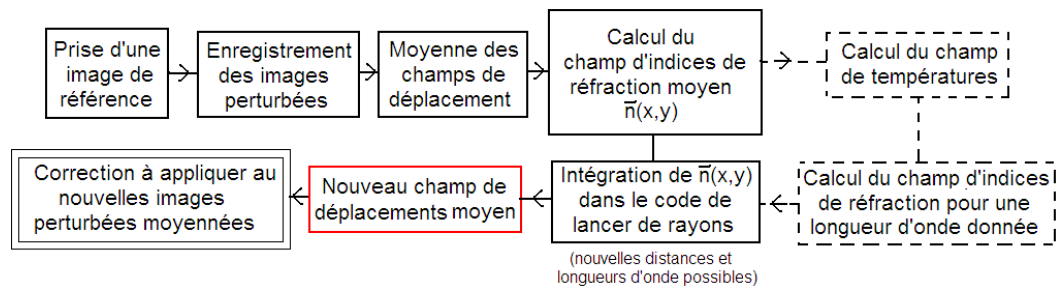 Prise d'une
image de
référence
Enregistrement
des images
perturbées
Moyenne des
champs de
déplacement
Calcul du
champ d'indices de
réfraction moyen
n̅(x,y)
Calcul du champ
de températures
Correction à appliquer au
nouvelles images
perturbées moyennées
Nouveau champ de
déplacements moyen
Intégration de n̅(x,y)
dans le code de
lancer de rayons
(nouvelles distances et
longueurs d'onde possibles)
Calcul du champ d'indices
de réfraction pour une
longueur d'onde donnée